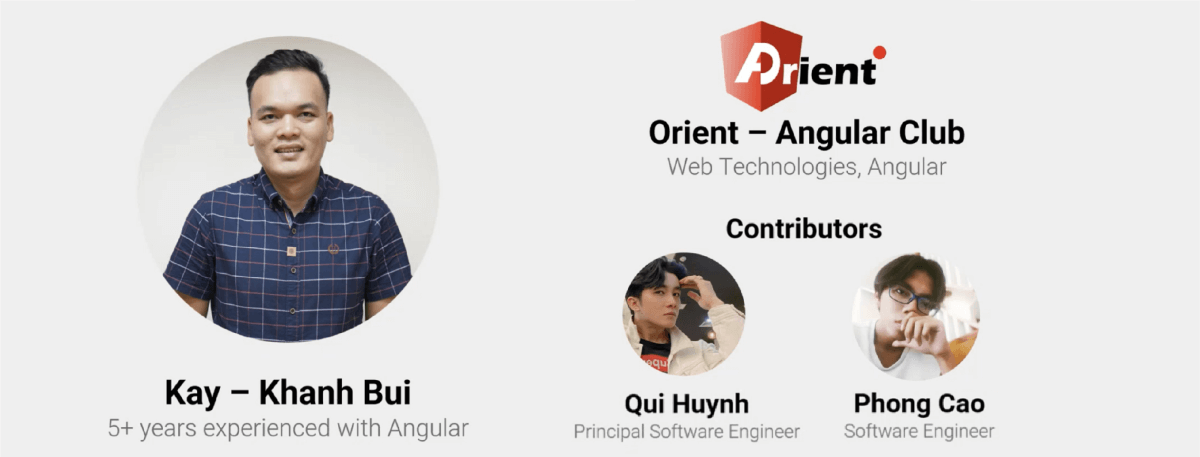 Orient
Orient – Angular Club
Web Technologies, Angular
Contributors
Kay – Khanh Bui
5+ years experienced with Angular
Qui Huynh
Principal Software Engineer
Phong Cao
Software Engineer